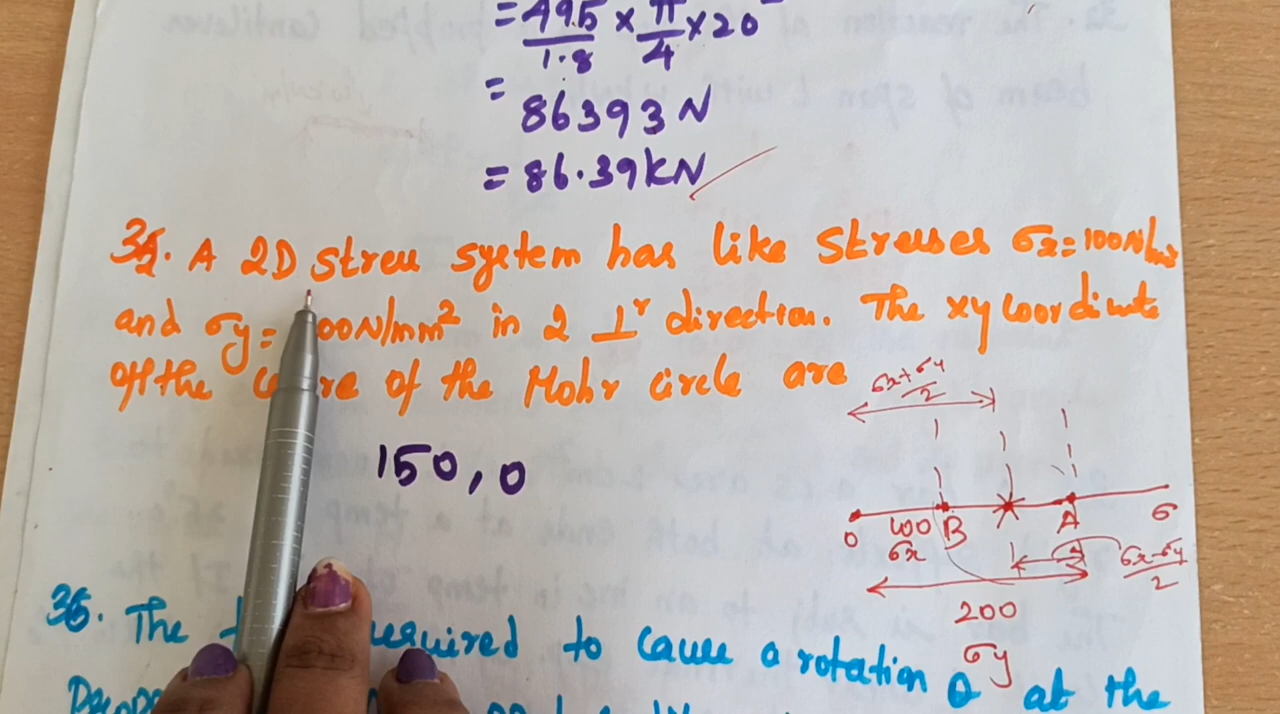 = 49.5/1.8 × π/4 × 20
= 86393 N
= 86.39 kN
A 2D stress system has like stresses σx = 100N/mm²
and σy = 00N/mm² in 2 ⊥r direction. The xy coordinate
of the re of the Mohr circle are
σx+σy/2
150, 0
0 100 B A σ
σx σx-σy/2
200
σy
36. The required to cause a rotation θ at the